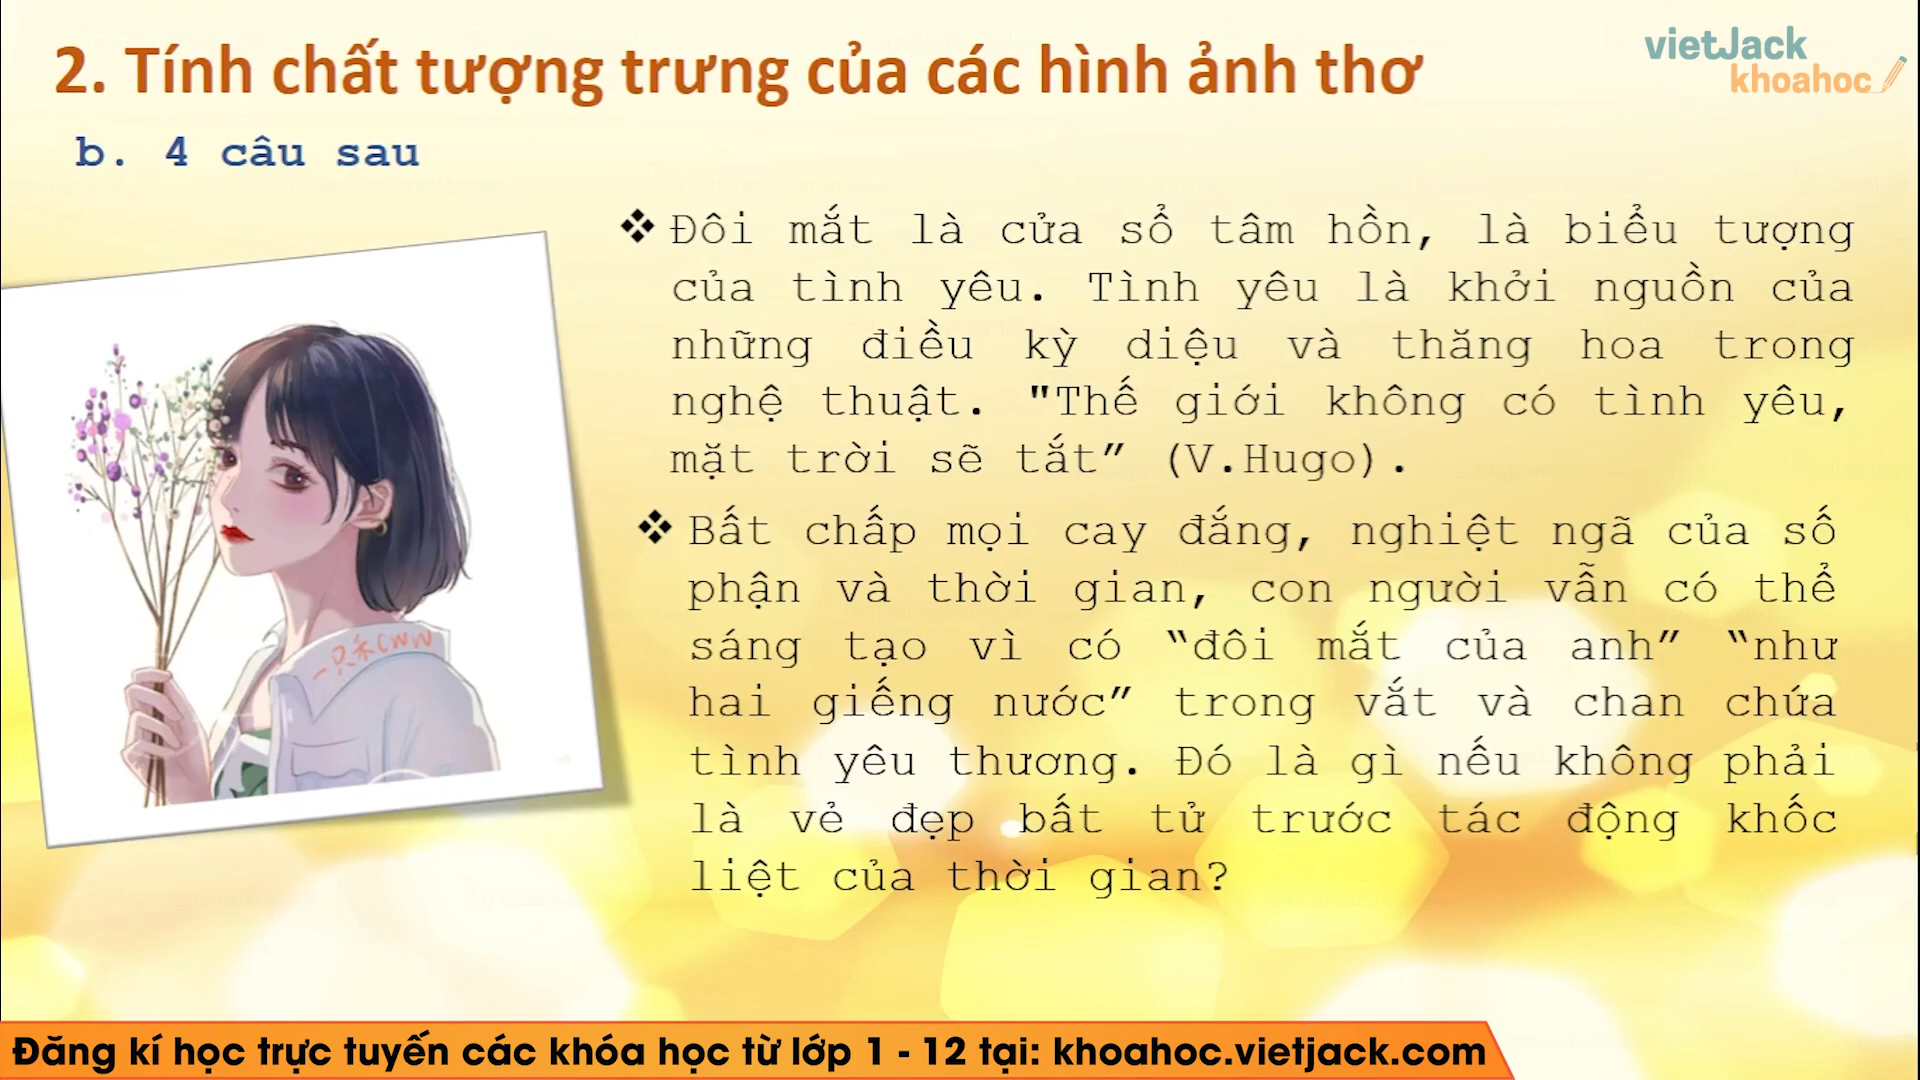 2. Tính chất tượng trưng của các hình ảnh thơ
vietJack
khoahoc
b. 4 câu sau
❖ Đôi mắt là cửa sổ tâm hồn, là biểu tượng
của tình yêu. Tình yêu là khởi nguồn của
những điều kỳ diệu và thăng hoa trong
nghệ thuật. "Thế giới không có tình yêu,
mặt trời sẽ tắt” (V.Hugo).
❖ Bất chấp mọi cay đắng, nghiệt ngã của số
phận và thời gian, con người vẫn có thể
sáng tạo vì có “đôi mắt của anh” “như
hai giếng nước” trong vắt và chan chứa
tình yêu thương. Đó là gì nếu không phải
là vẻ đẹp bất tử trước tác động khốc
liệt của thời gian?
Đăng kí học trực tuyến các khóa học từ lớp 1 - 12 tại: khoahoc.vietjack.com